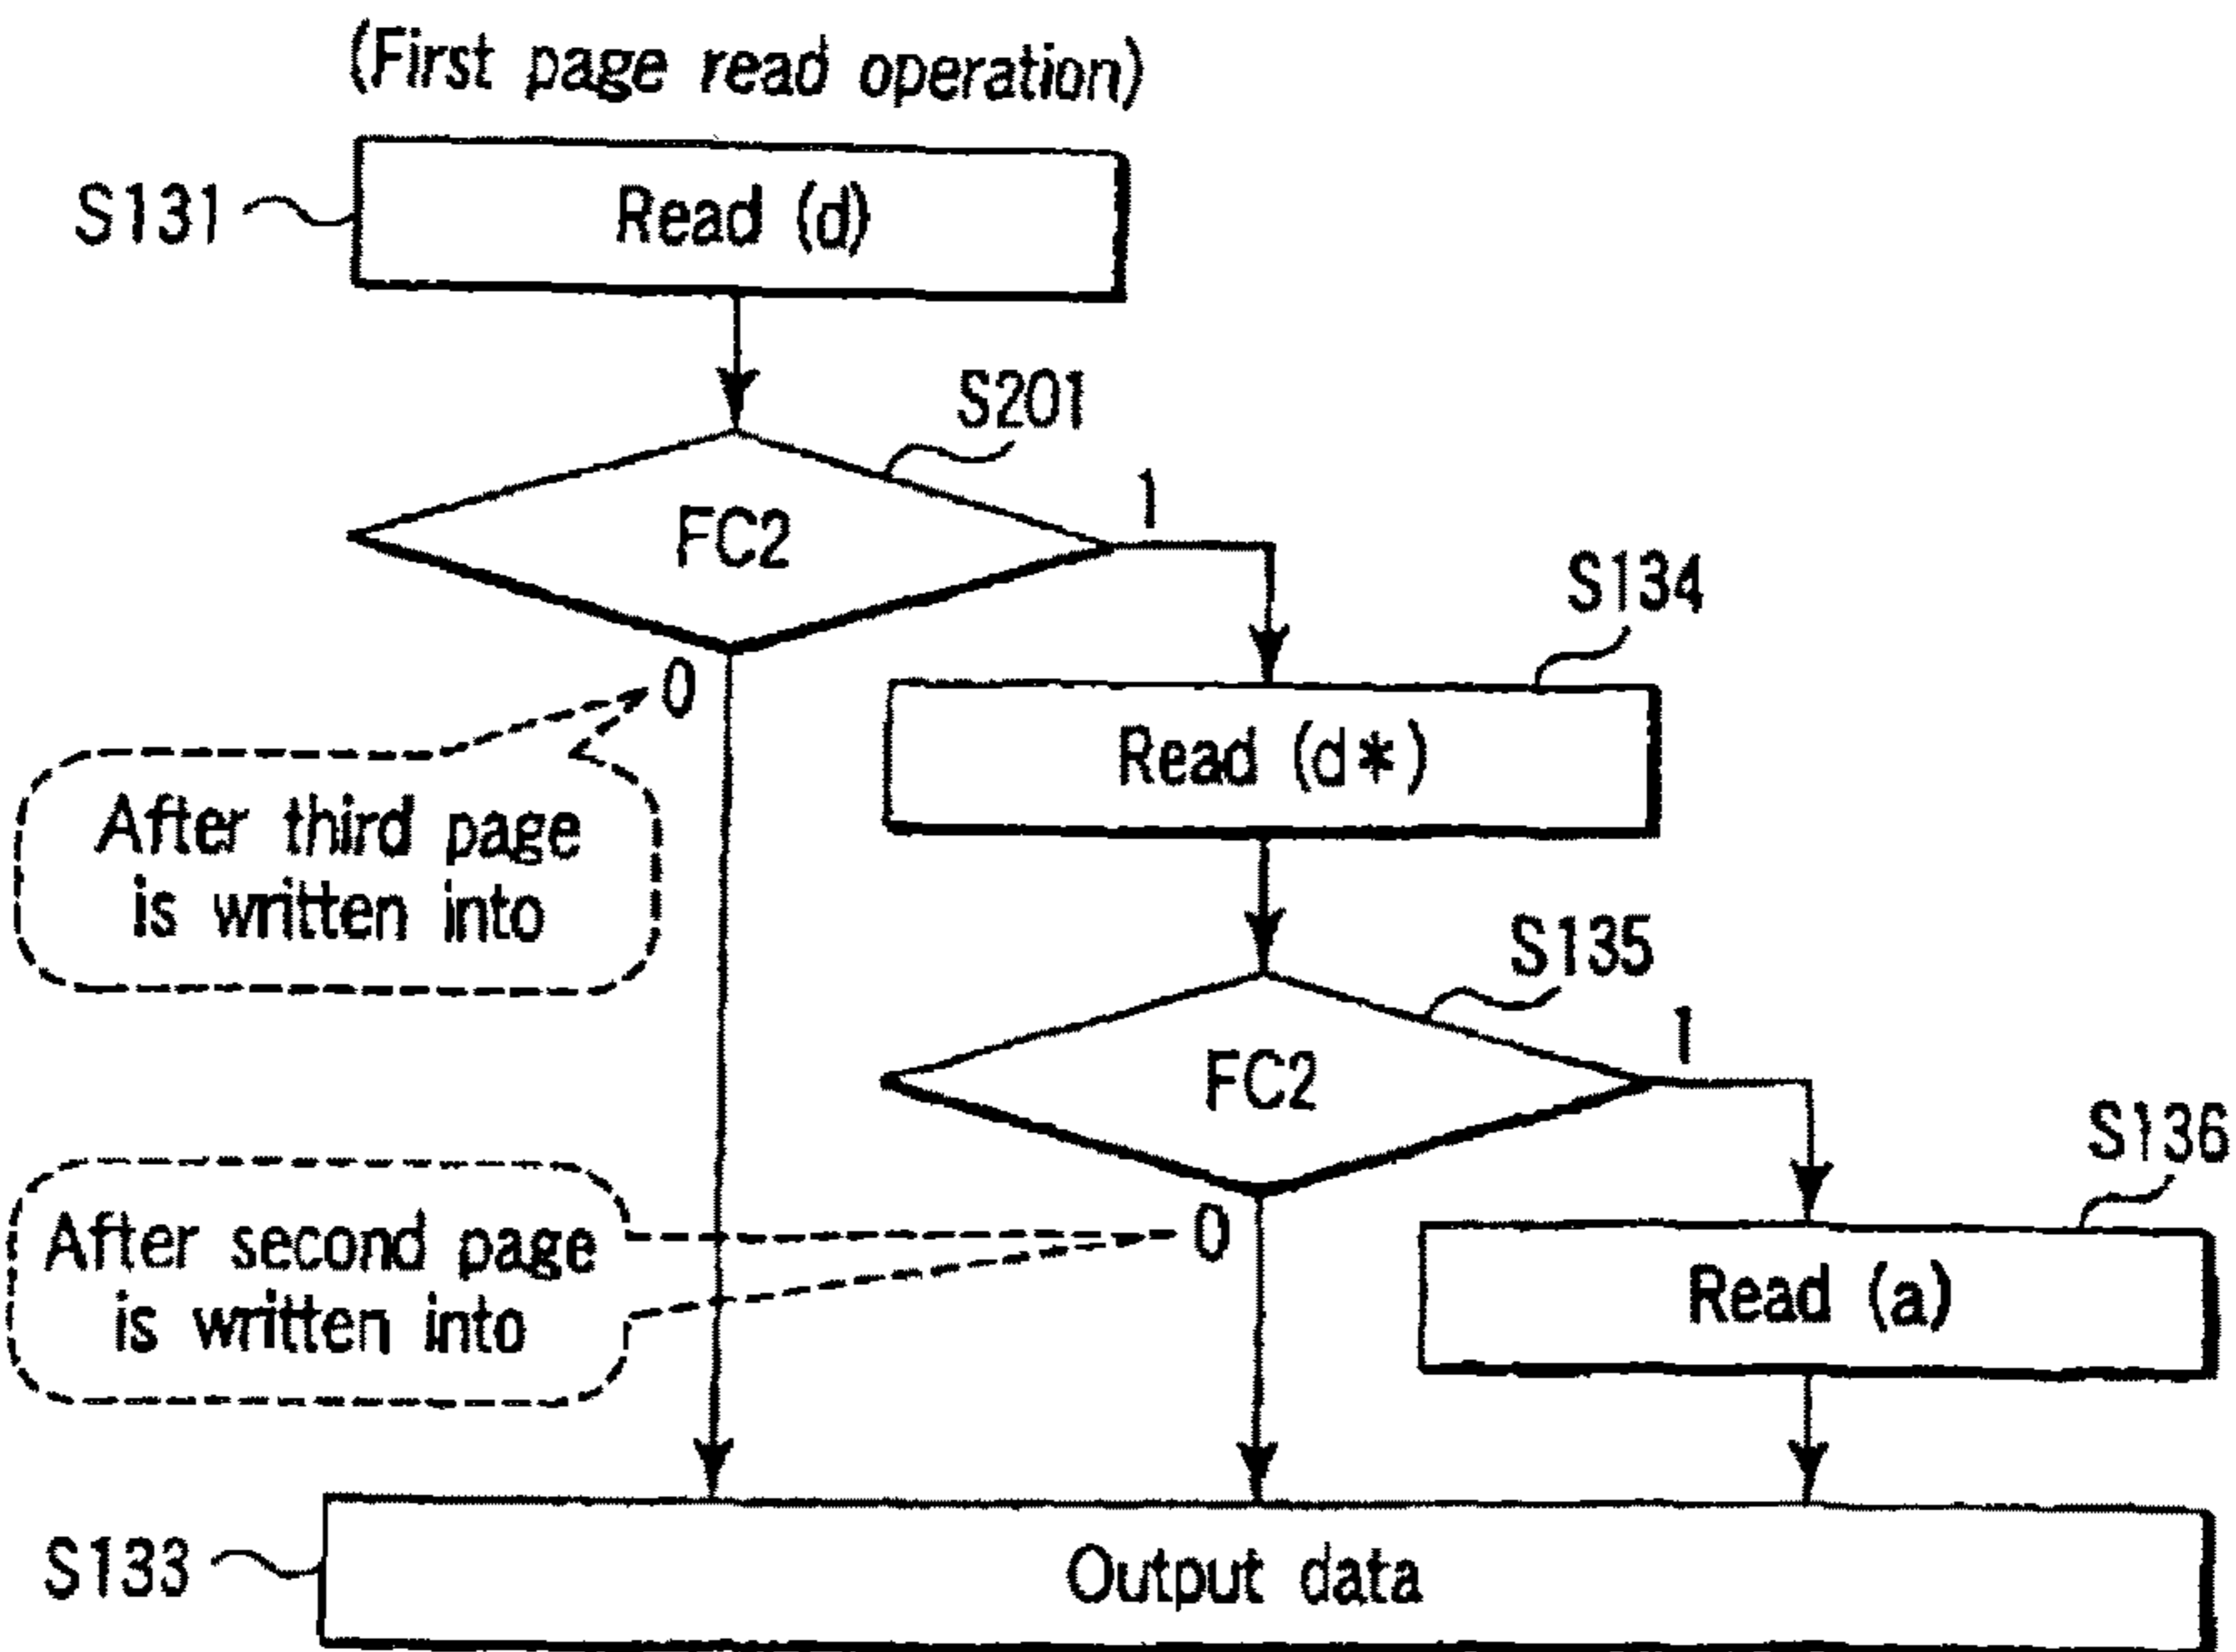 (First page read operation)
S131
Read (d)
S201
FC2
1
0
S134
Read (d*)
After third page
is written into
S135
FC2
1
0
S136
Read (a)
After second page
is written into
S133
Output data